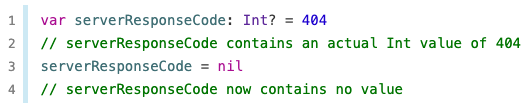 1 var serverResponseCode: Int? = 404
2 // serverResponseCode contains an actual Int value of 404
3 serverResponseCode = nil
4 // serverResponseCode now contains no value